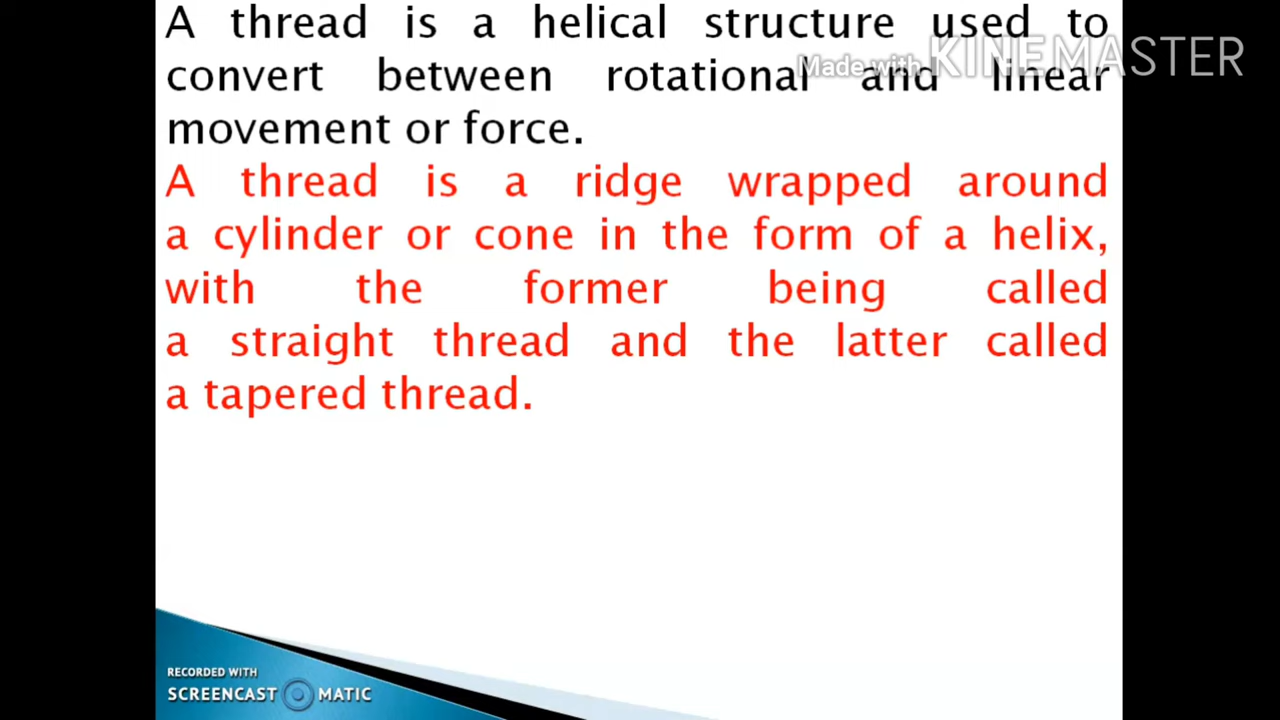 A thread is a helical structure used to
Made with KINEMASTER
convert between rotational and linear
movement or force.
A thread is a ridge wrapped around
a cylinder or cone in the form of a helix,
with the former being called
a straight thread and the latter called
a tapered thread.
RECORDED WITH
SCREENCAST MATIC